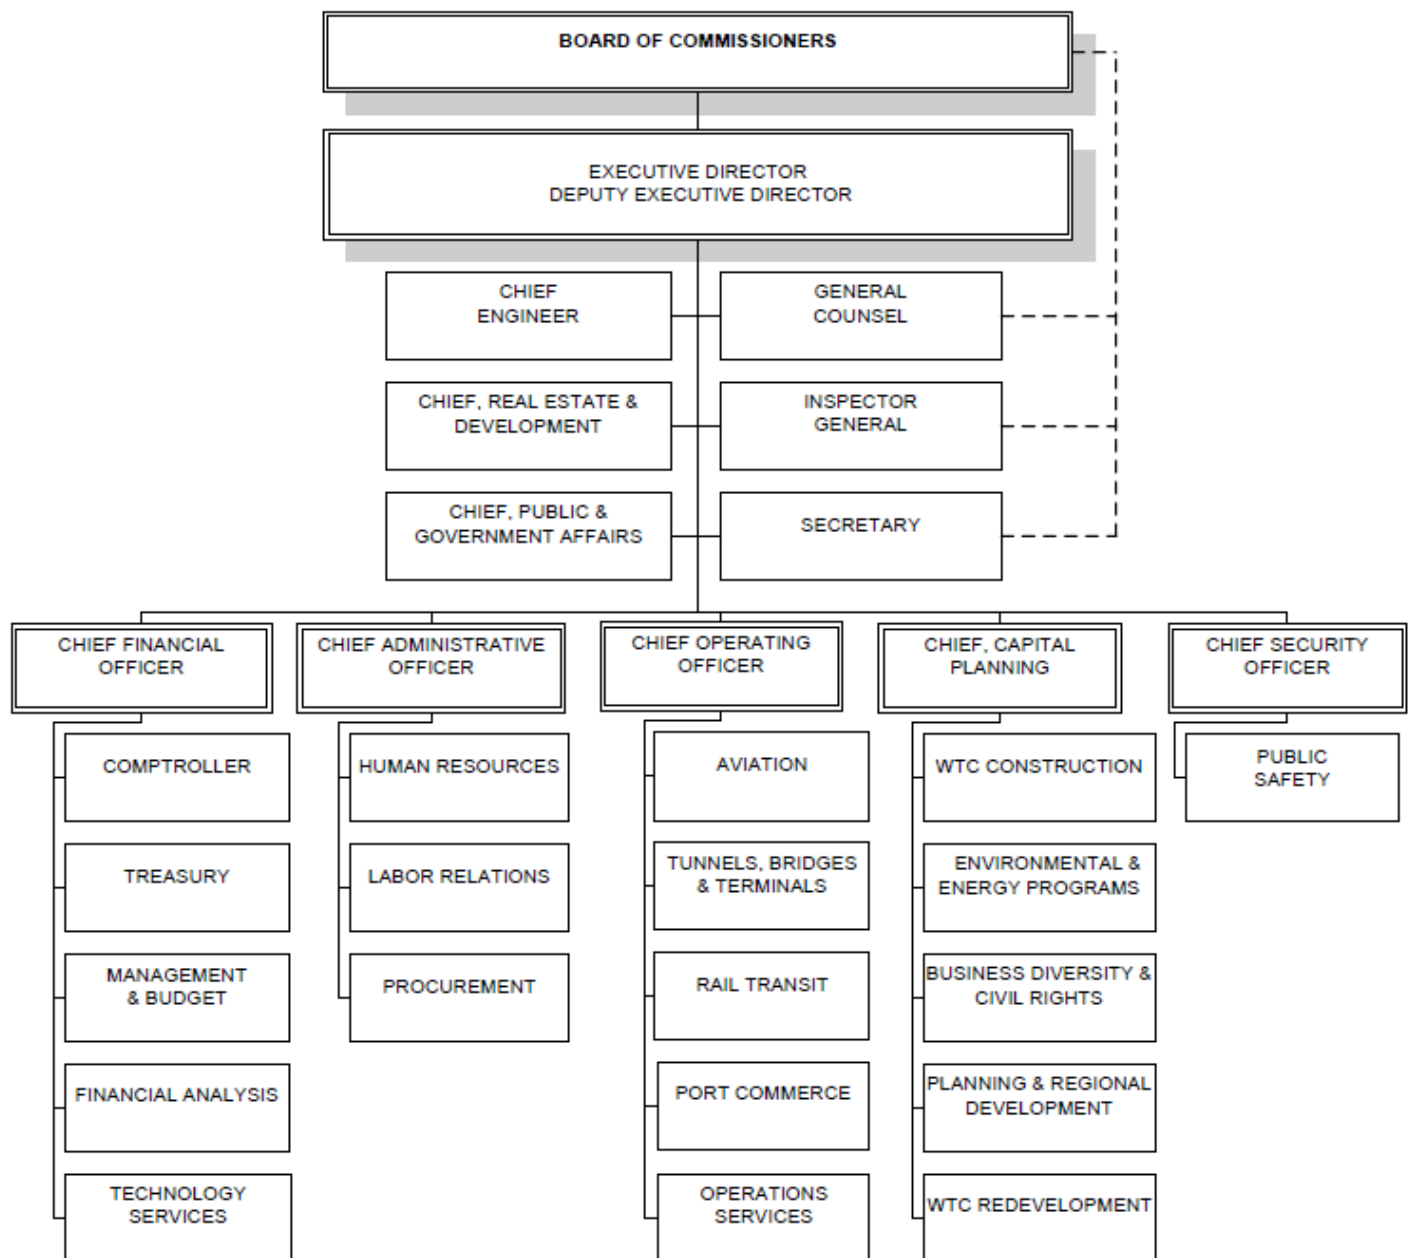 BOARD OF COMMISSIONERS
EXECUTIVE DIRECTOR
DEPUTY EXECUTIVE DIRECTOR
CHIEF
ENGINEER
GENERAL
COUNSEL
CHIEF, REAL ESTATE &
DEVELOPMENT
INSPECTOR
GENERAL
CHIEF, PUBLIC &
GOVERNMENT AFFAIRS
SECRETARY
CHIEF FINANCIAL
OFFICER
CHIEF ADMINISTRATIVE
OFFICER
CHIEF OPERATING
OFFICER
CHIEF, CAPITAL
PLANNING
CHIEF SECURITY
OFFICER
COMPTROLLER
HUMAN RESOURCES
AVIATION
WTC CONSTRUCTION
PUBLIC
SAFETY
TREASURY
LABOR RELATIONS
TUNNELS, BRIDGES
& TERMINALS
ENVIRONMENTAL &
ENERGY PROGRAMS
MANAGEMENT
& BUDGET
PROCUREMENT
RAIL TRANSIT
BUSINESS DIVERSITY &
CIVIL RIGHTS
FINANCIAL ANALYSIS
PORT COMMERCE
PLANNING & REGIONAL
DEVELOPMENT
TECHNOLOGY
SERVICES
OPERATIONS
SERVICES
WTC REDEVELOPMENT